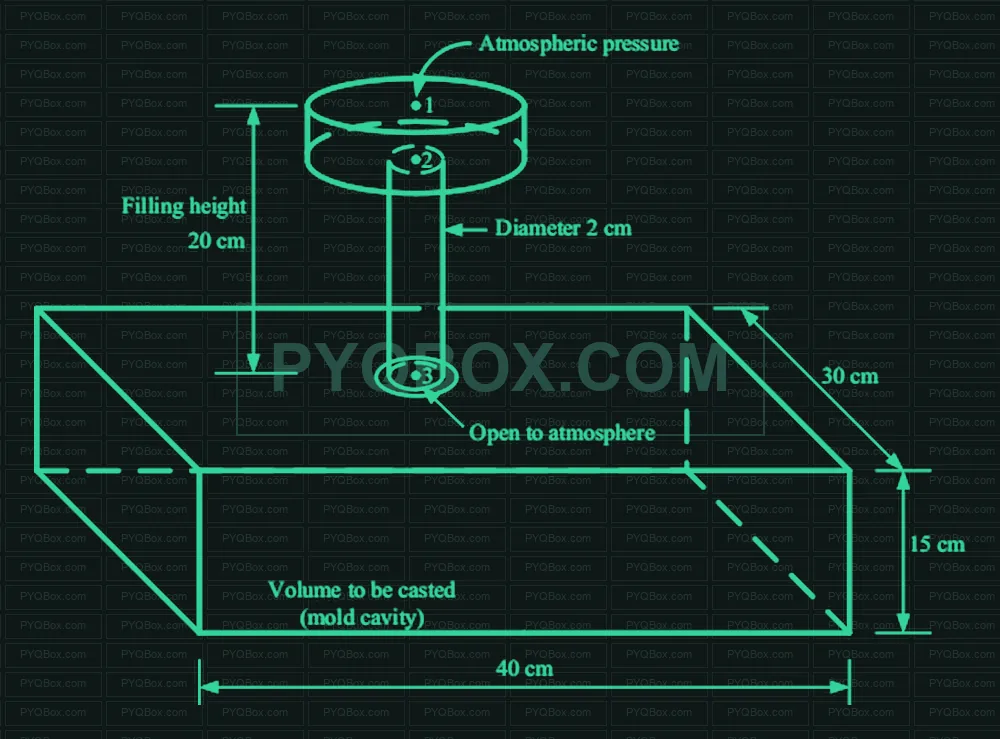 Atmospheric pressure
1
2
Filling height
20 cm
Diameter 2 cm
PYQBOX.COM
3
30 cm
Open to atmosphere
15 cm
Volume to be casted
(mold cavity)
40 cm